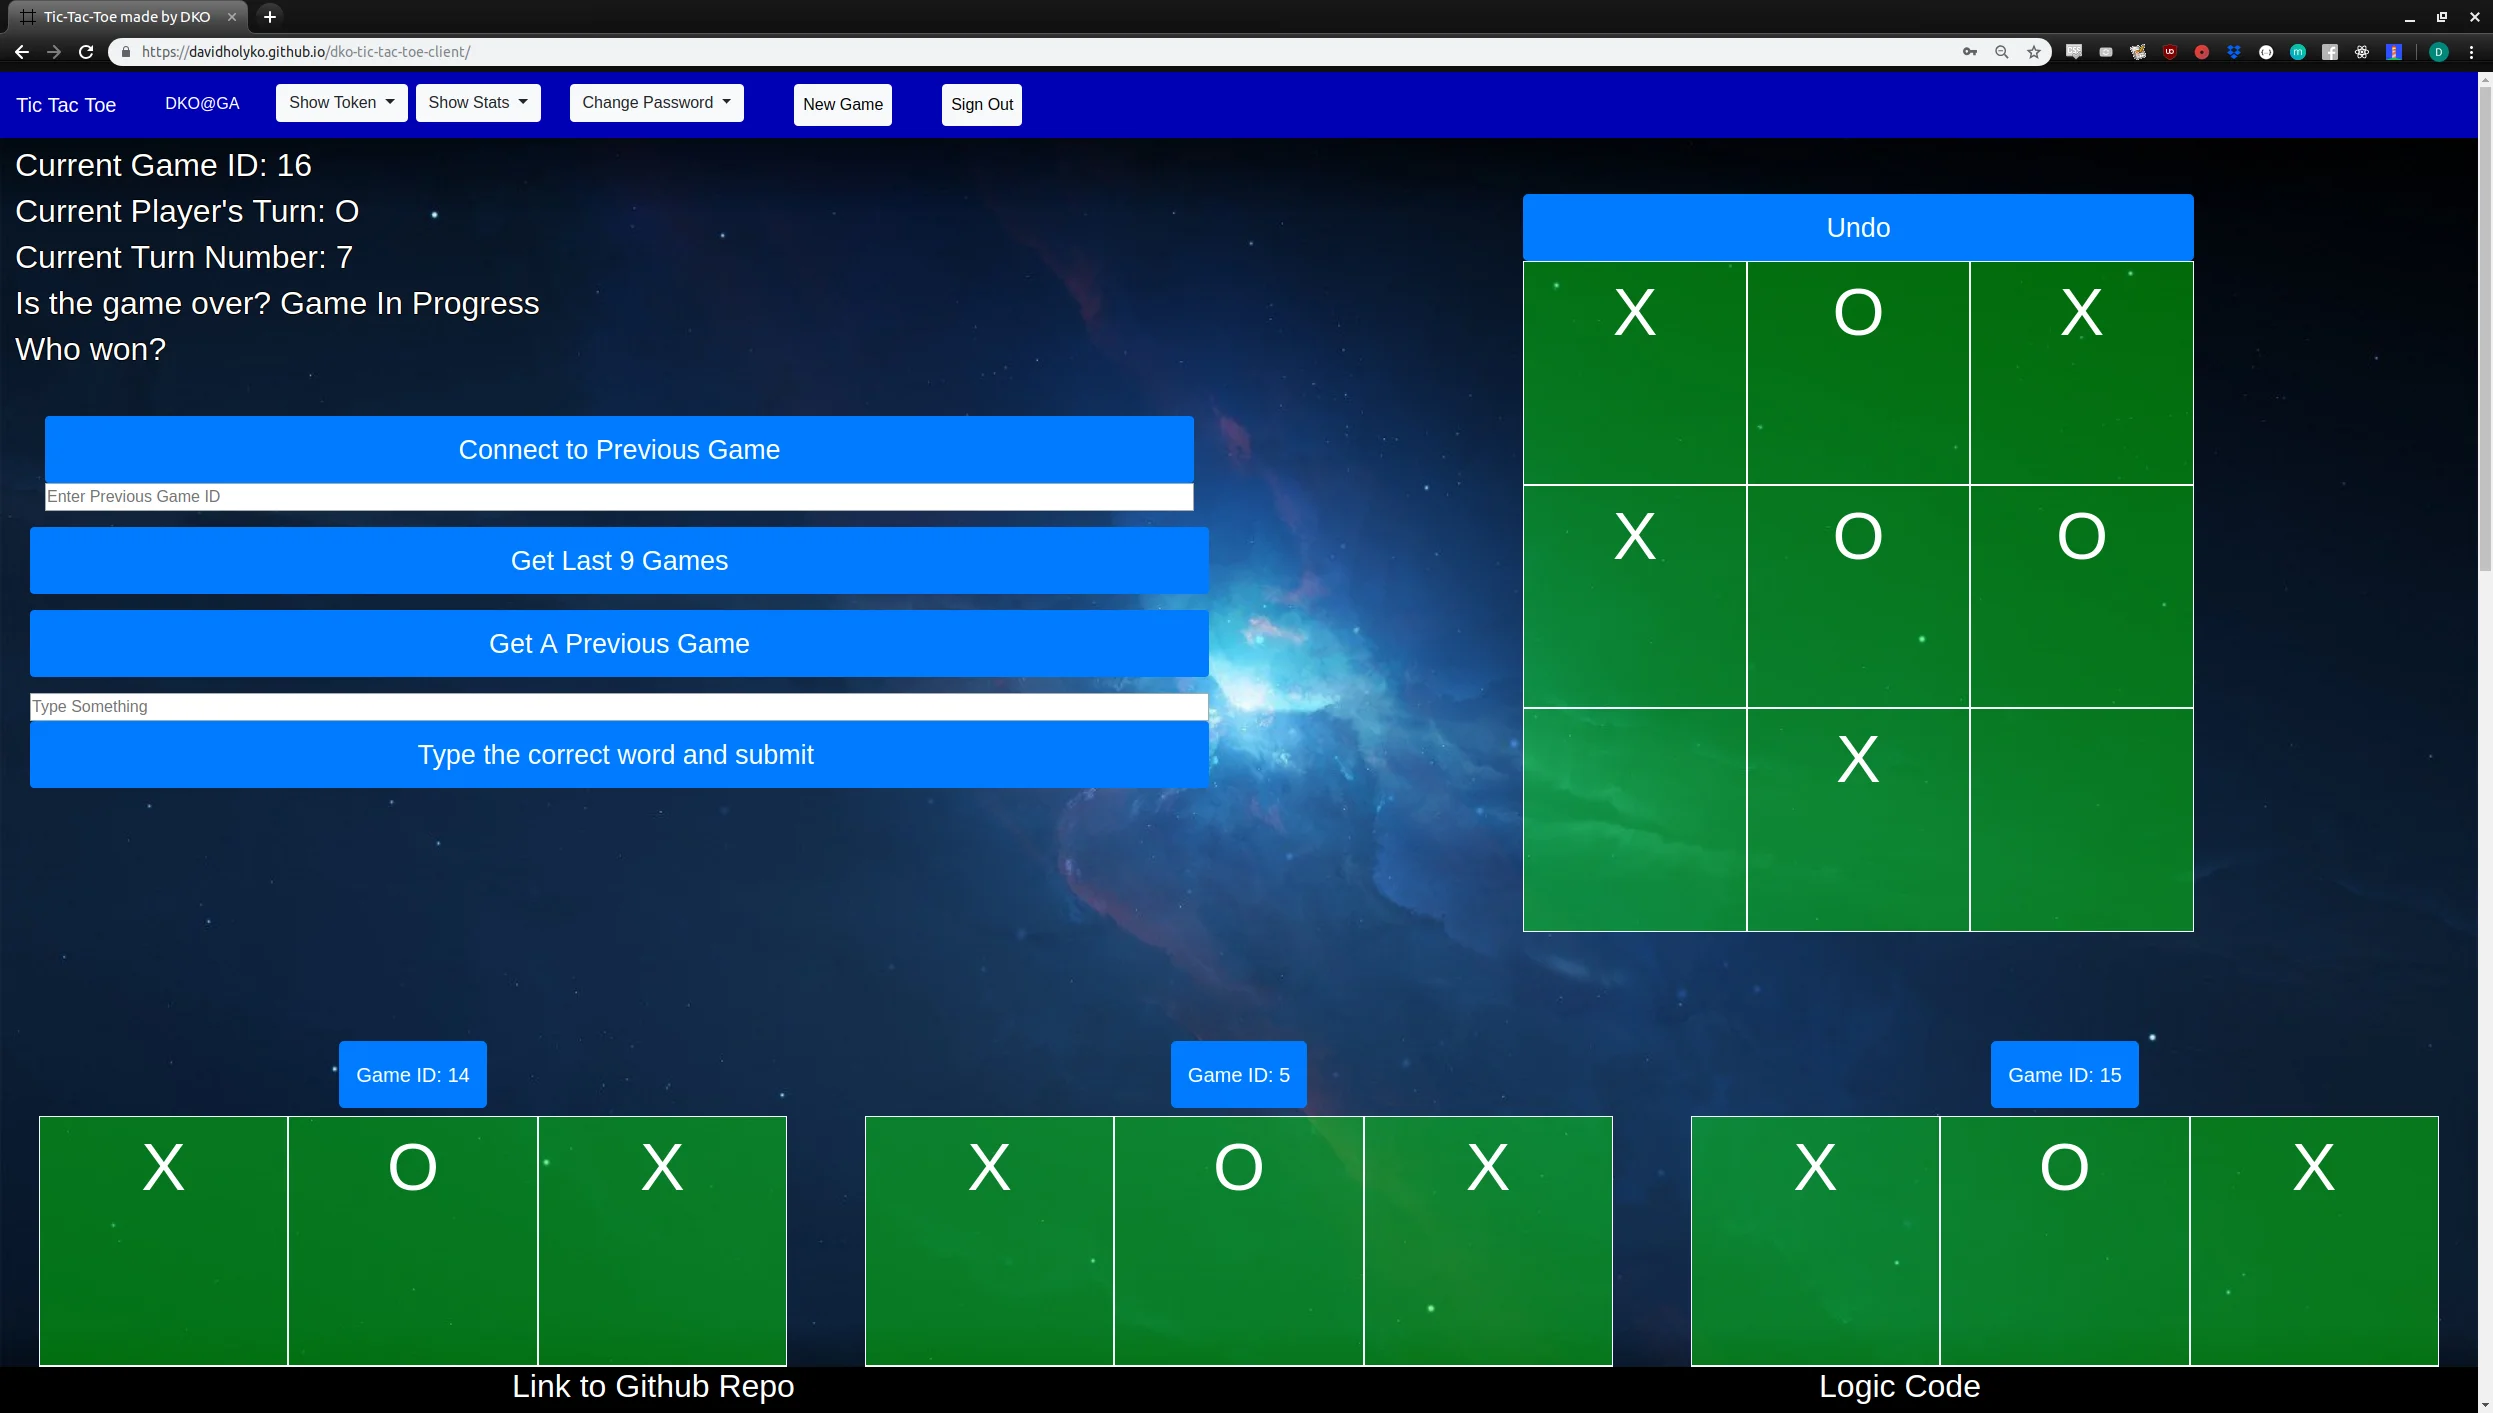 Tic-Tac-Toe made by DKO
https://davidholyko.github.io/dko-tic-tac-toe-client/
Tic Tac Toe DKO@GA Show Token Show Stats Change Password New Game Sign Out
Current Game ID: 16
Current Player's Turn: O
Current Turn Number: 7
Is the game over? Game In Progress
Who won?
Connect to Previous Game
Enter Previous Game ID
Get Last 9 Games
Get A Previous Game
Type Something
Type the correct word and submit
Undo
X O X
X O O
X
Game ID: 14 Game ID: 5 Game ID: 15
X O X X O X X O X
Link to Github Repo Logic Code